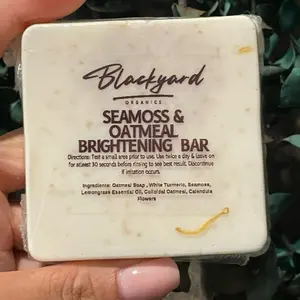 Blackyard
ORGANICS
SEAMOSS &
OATMEAL
BRIGHTENING BAR
Directions: Test a small area prior to use. Use twice a day & leave on
for atleast 30 seconds before rinsing to see best result. Discontinue
if irritation occurs.
Ingredients: Oatmeal Soap , White Turmeric, Seamoss,
Lemongrass Essential Oil, Colloidal Oatmeal, Calendula
Flowers